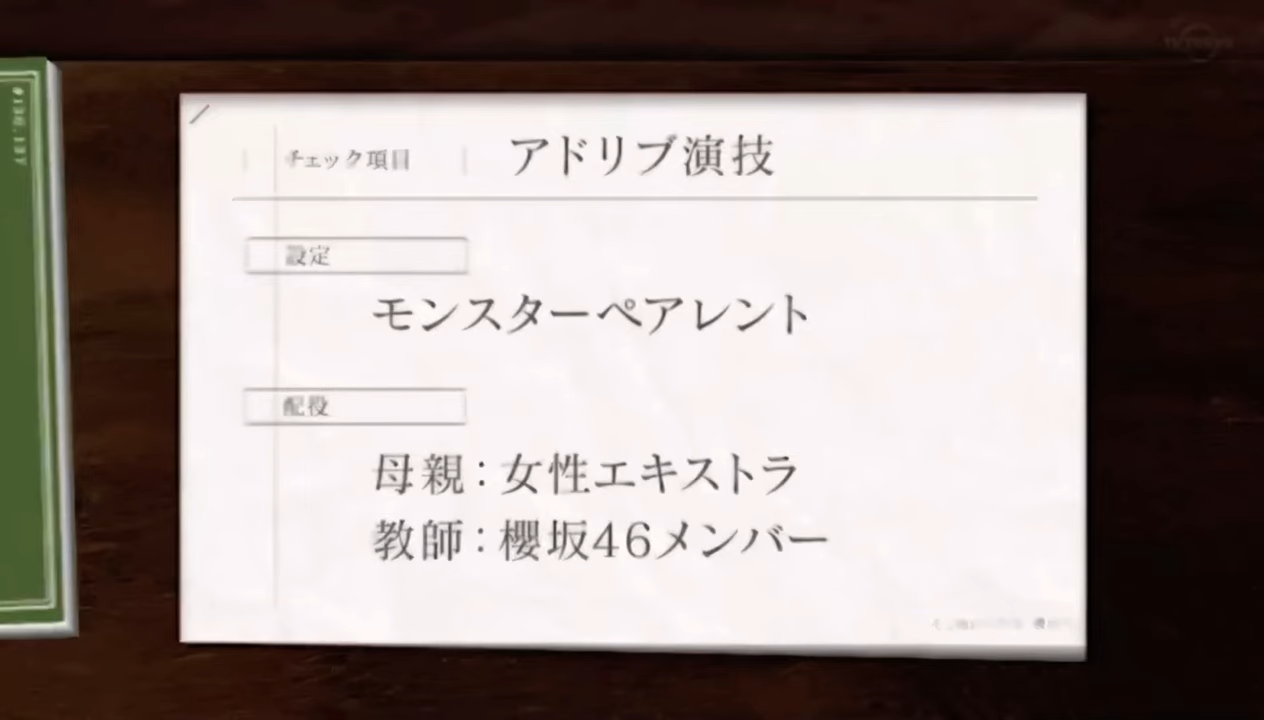 #136.137
チェック項目
アドリブ演技
設定
モンスターペアレント
配役
母親：女性エキストラ
教師：櫻坂46メンバー